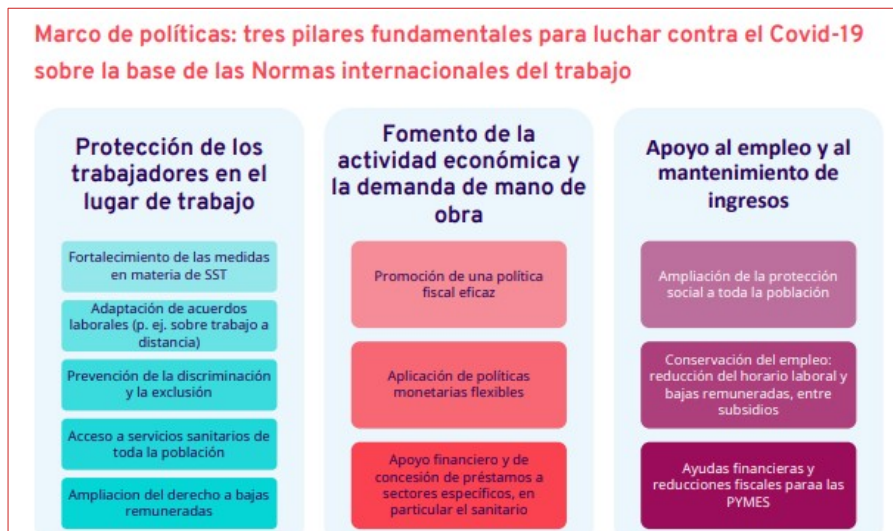 Marco de políticas: tres pilares fundamentales para luchar contra el Covid-19
sobre la base de las Normas internacionales del trabajo
Protección de los
trabajadores en el
lugar de trabajo
Fortalecimiento de las medidas
en materia de SST
Adaptación de acuerdos
laborales (p. ej. sobre trabajo a
distancia)
Prevención de la discriminación
y la exclusión
Acceso a servicios sanitarios de
toda la población
Ampliacion del derecho a bajas
remuneradas
Fomento de la
actividad económica y
la demanda de mano de
obra
Promoción de una política
fiscal eficaz
Aplicación de políticas
monetarias flexibles
Apoyo financiero y de
concesión de préstamos a
sectores específicos, en
particular el sanitario
Apoyo al empleo y al
mantenimiento de
ingresos
Ampliación de la protección
social a toda la población
Conservación del empleo:
reducción del horario laboral y
bajas remuneradas, entre
subsidios
Ayudas financieras y
reducciones fiscales paraa las
PYMES